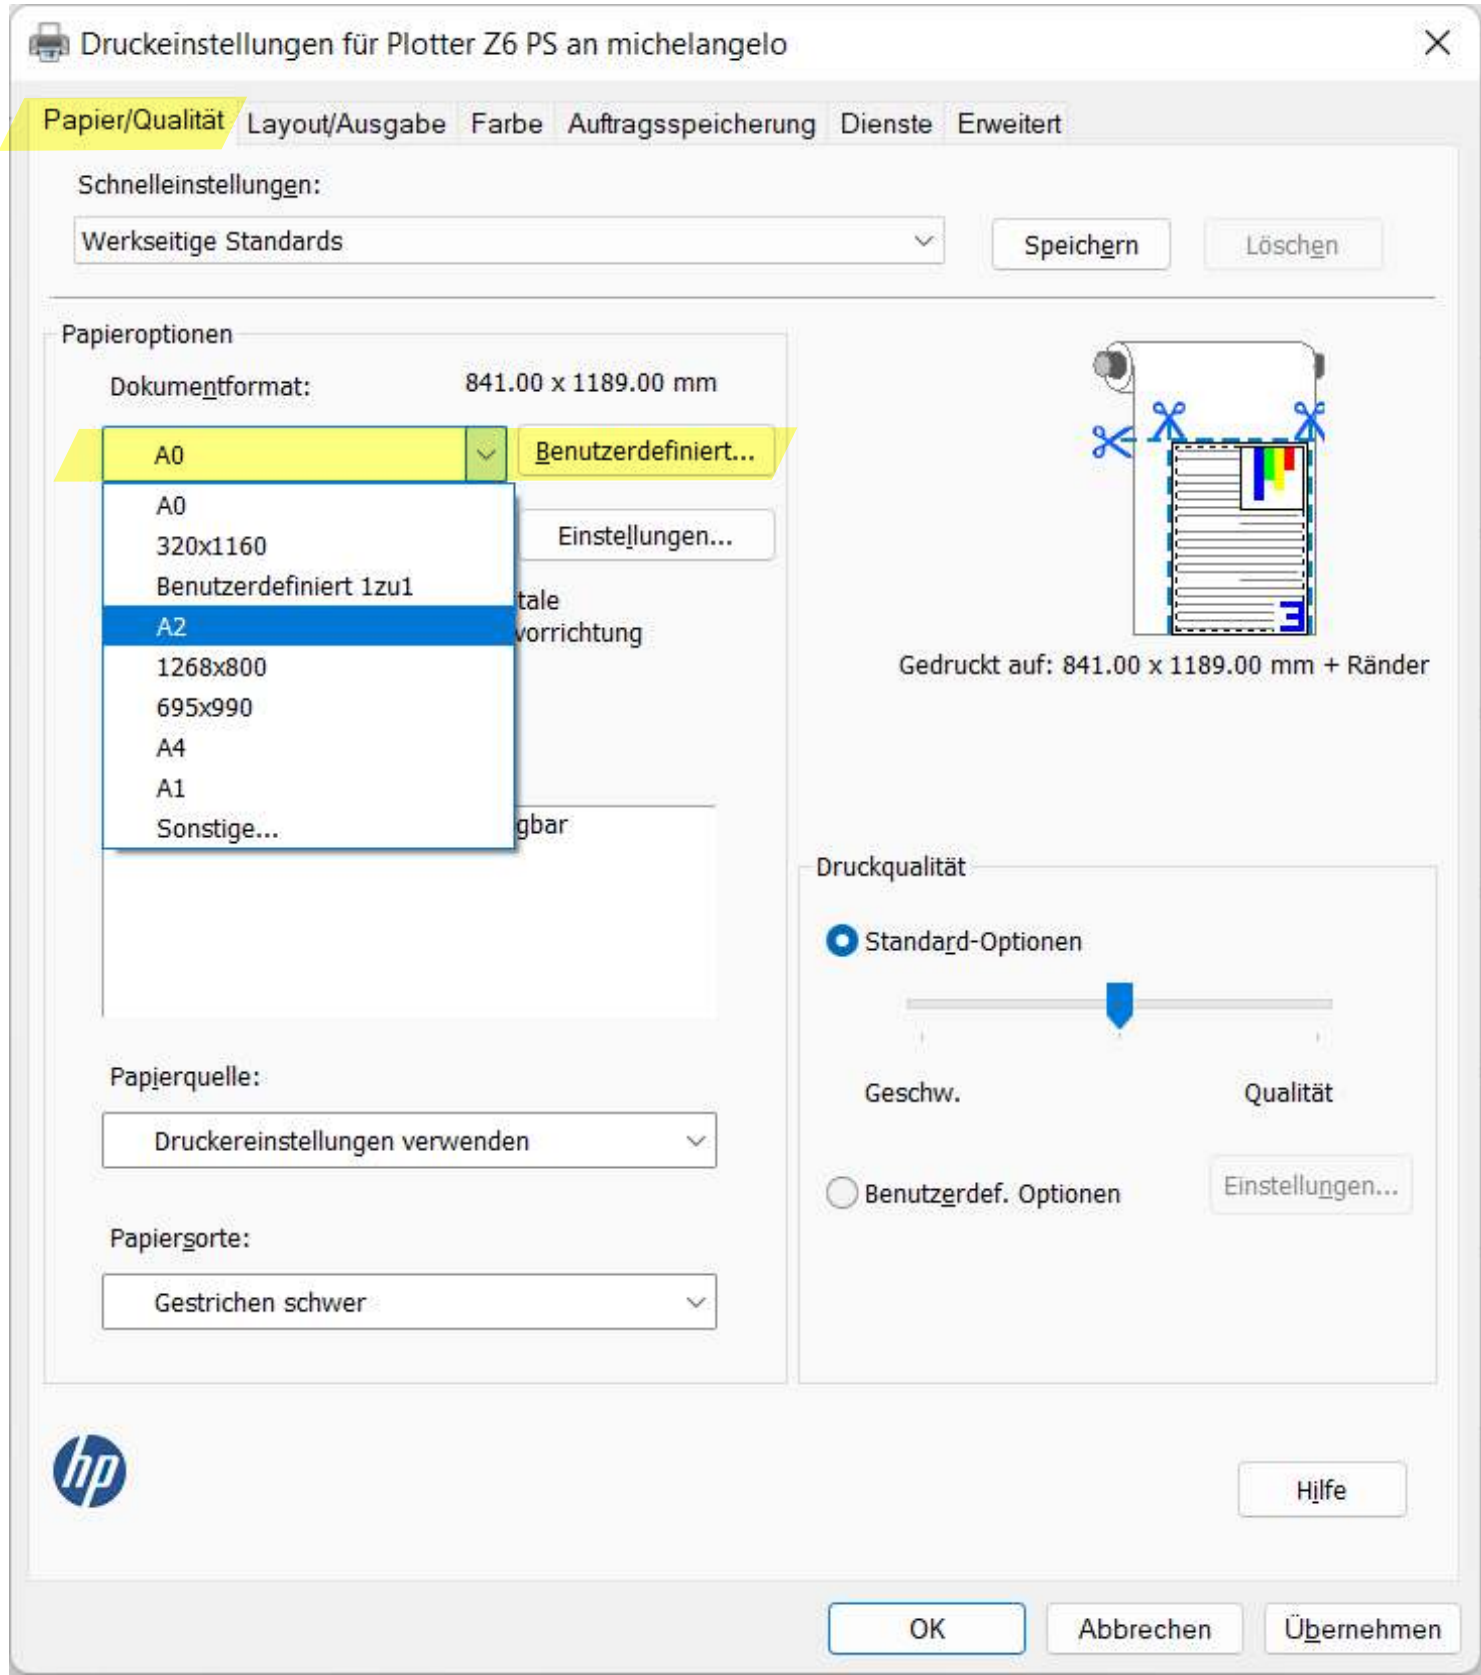 Druckeinstellungen für Plotter Z6 PS an michelangelo
Papier/Qualität Layout/Ausgabe Farbe Auftragsspeicherung Dienste Erweitert
Schnelleinstellungen:
Werkseitige Standards
Speichern
Löschen
Papieroptionen
Dokumentformat:
841.00 x 1189.00 mm
A0
Benutzerdefiniert...
A0
320x1160
Benutzerdefiniert 1zu1
A2
1268x800
695x990
A4
A1
Sonstige...
Einstellungen...
tale
vorrichtung
gbar
Gedruckt auf: 841.00 x 1189.00 mm + Ränder
Papierquelle:
Druckereinstellungen verwenden
Papiersorte:
Gestrichen schwer
Druckqualität
Standard-Optionen
Geschw.
Qualität
Benutzerdef. Optionen
Einstellungen...
hp
Hilfe
OK
Abbrechen
Übernehmen